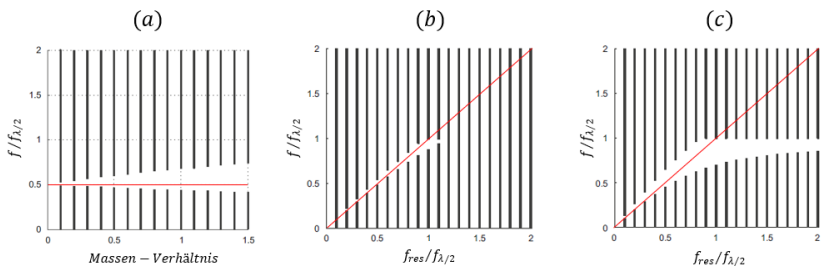 (a) (b) (c)
2 2 2
1.5 1.5 1.5
f/f_{λ/2} 1 f/f_{λ/2} 1 f/f_{λ/2} 1
0.5 0.5 0.5
0 0 0
0 0.5 1 1.5 0 0.5 1 1.5 2 0 0.5 1 1.5 2
Massen − Verhältnis f_{res}/f_{λ/2} f_{res}/f_{λ/2}